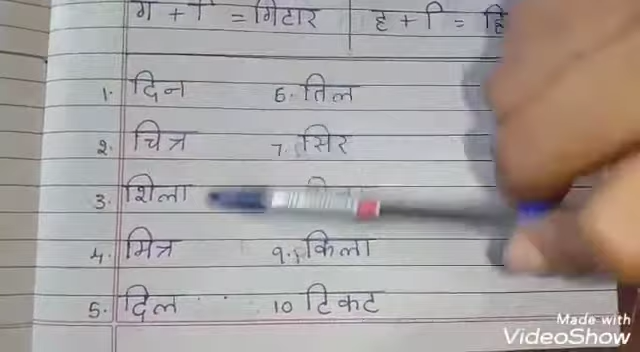 ग + ि = गिटार ह + ि = हि
1. दिन 6. तिल
2. चित्र 7. सिर
3. शिला
4. मित्र 9. किला
5. दिल 10 टिकट
Made with
VideoShow